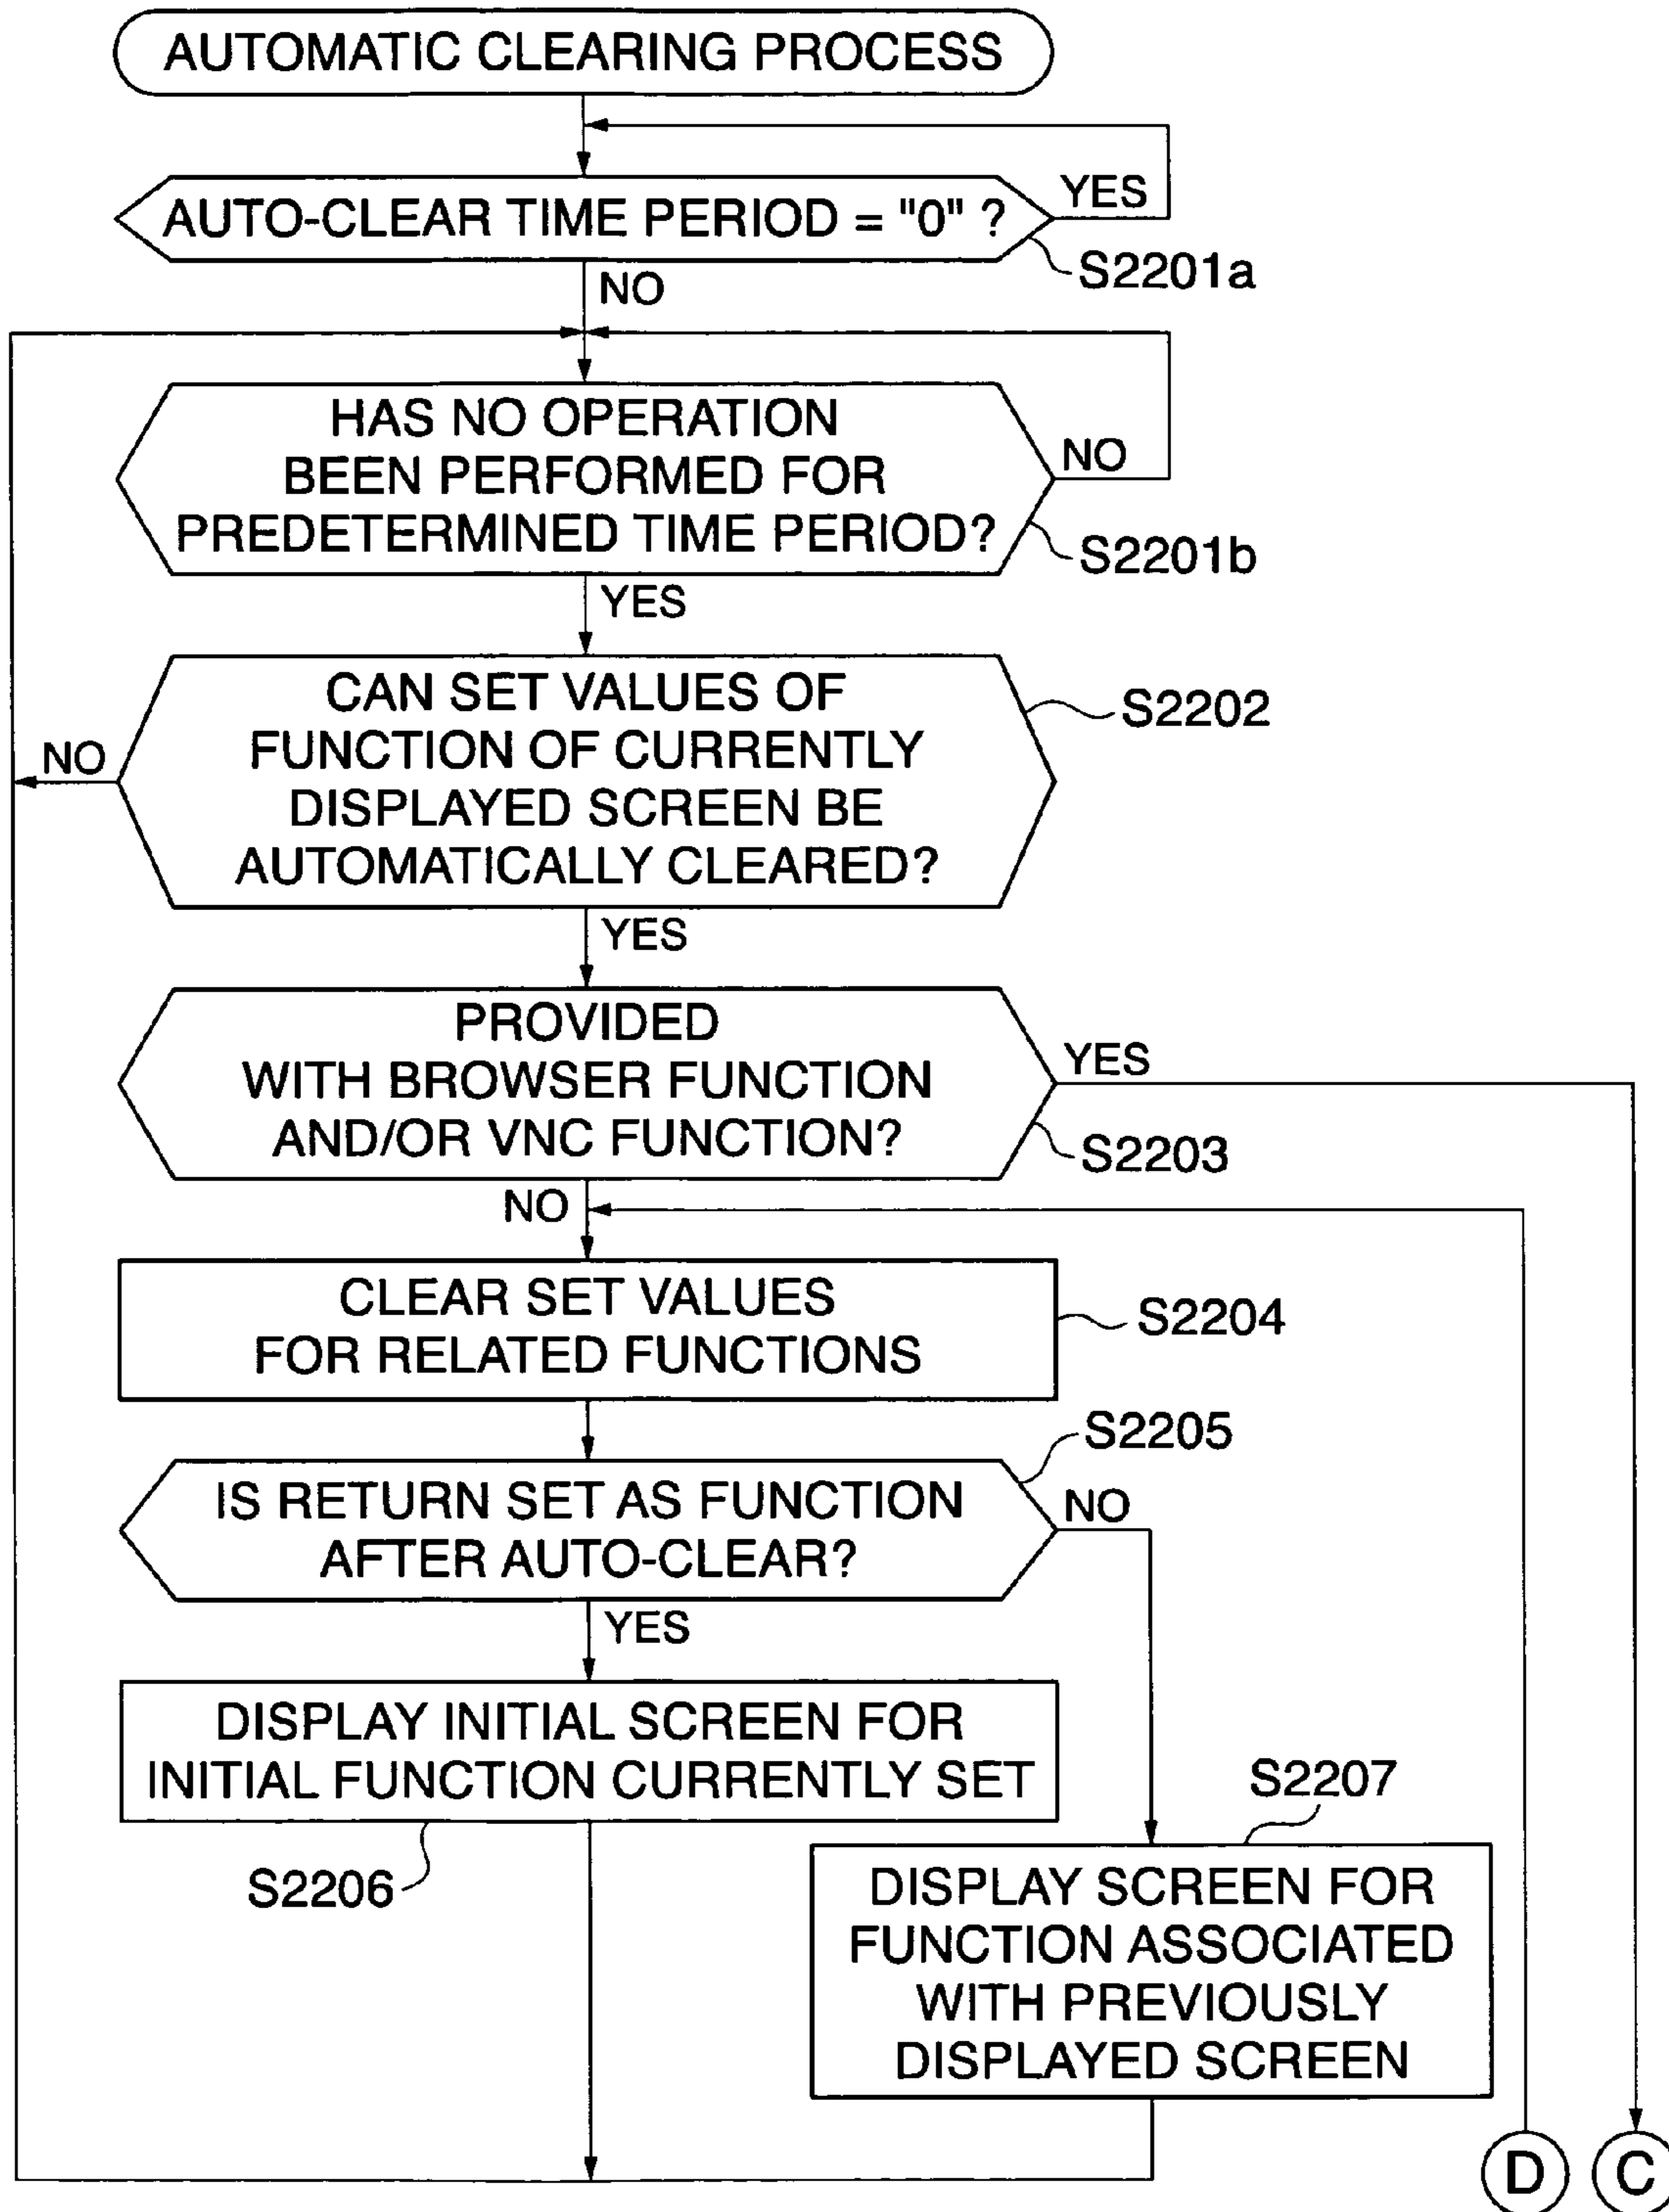 AUTOMATIC CLEARING PROCESS
AUTO-CLEAR TIME PERIOD = "0" ?
YES
S2201a
NO
HAS NO OPERATION
BEEN PERFORMED FOR
PREDETERMINED TIME PERIOD?
NO
S2201b
YES
CAN SET VALUES OF
FUNCTION OF CURRENTLY
DISPLAYED SCREEN BE
AUTOMATICALLY CLEARED?
S2202
NO
YES
PROVIDED
WITH BROWSER FUNCTION
AND/OR VNC FUNCTION?
YES
S2203
NO
CLEAR SET VALUES
FOR RELATED FUNCTIONS
S2204
S2205
IS RETURN SET AS FUNCTION
AFTER AUTO-CLEAR?
NO
YES
DISPLAY INITIAL SCREEN FOR
INITIAL FUNCTION CURRENTLY SET
S2206
S2207
DISPLAY SCREEN FOR
FUNCTION ASSOCIATED
WITH PREVIOUSLY
DISPLAYED SCREEN
D
C